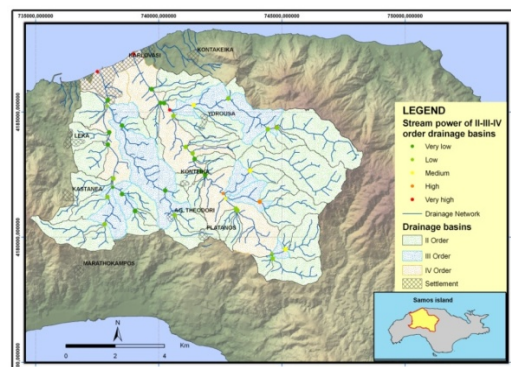 735000,000000 740000,000000 745000,000000 750000,000000
KARLOVASI
KONTAKEIKA
YDROUSA
LEKA
KOSTEIKA
KASTANEA
AG. THEODORI
PLATANOS
MARATHOKAMPOS
N
0 2 4
Km
LEGEND
Stream power of II-III-IV
order drainage basins
Very low
Low
Medium
High
Very high
Drainage Network
Drainage basins
II Order
III Order
IV Order
Settlement
Samos island